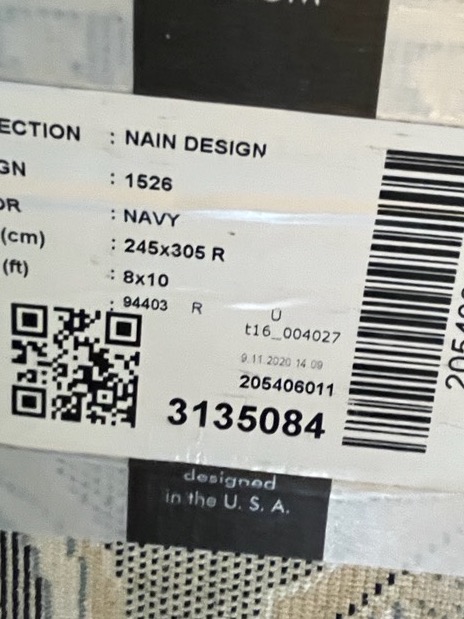 ECTION : NAIN DESIGN
GN : 1526
OR : NAVY
(cm) : 245x305 R
(ft) : 8x10
: 94403 R U
t16_004027
9.11.2020 14 09
205406011
3135084
designed
in the U. S. A.